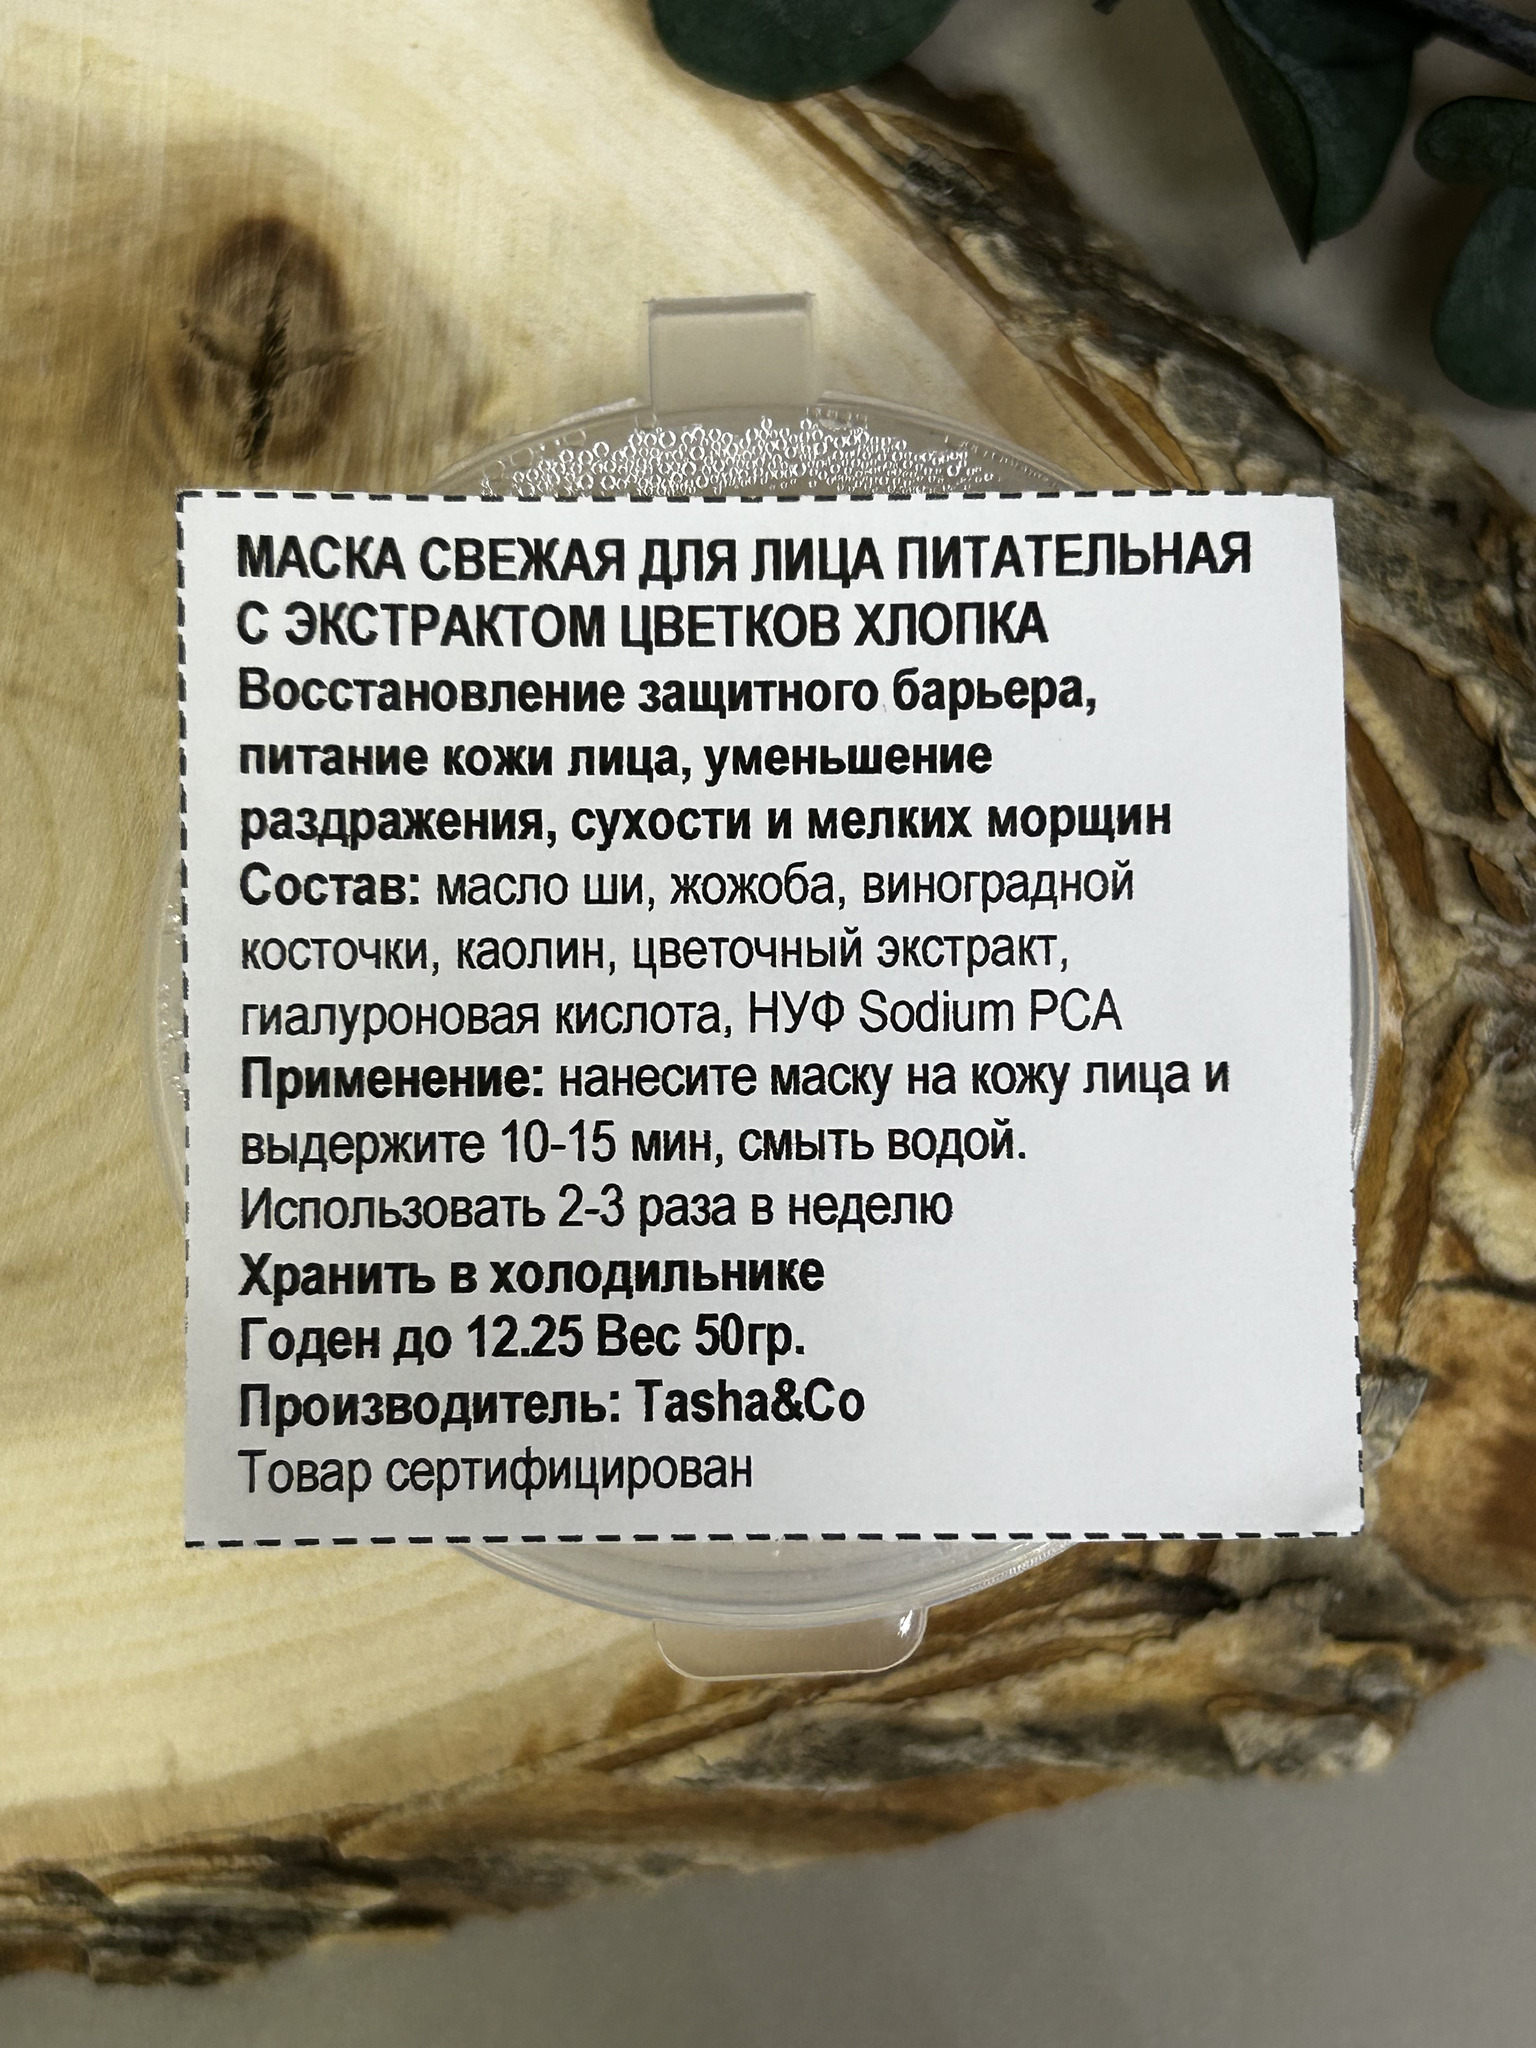 МАСКА СВЕЖАЯ ДЛЯ ЛИЦА ПИТАТЕЛЬНАЯ
С ЭКСТРАКТОМ ЦВЕТКОВ ХЛОПКА
Восстановление защитного барьера,
питание кожи лица, уменьшение
раздражения, сухости и мелких морщин
Состав: масло ши, жожоба, виноградной
косточки, каолин, цветочный экстракт,
гиалуроновая кислота, НУФ Sodium PCA
Применение: нанесите маску на кожу лица и
выдержите 10-15 мин, смыть водой.
Использовать 2-3 раза в неделю
Хранить в холодильнике
Годен до 12.25 Вес 50гр.
Производитель: Tasha&Co
Товар сертифицирован